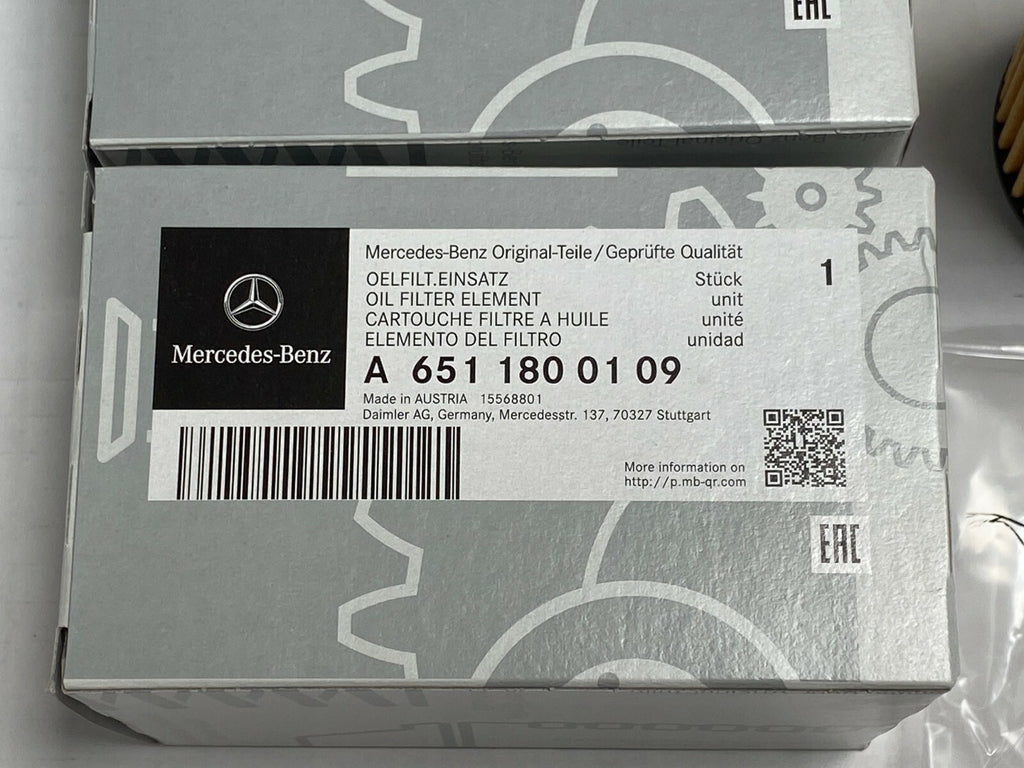 EAC
Mercedes-Benz
Mercedes-Benz Original-Teile/Geprüfte Qualität
OELFILT.EINSATZ Stück 1
OIL FILTER ELEMENT unit
CARTOUCHE FILTRE A HUILE unité
ELEMENTO DEL FILTRO unidad
A 651 180 01 09
Made in AUSTRIA 15568801
Daimler AG, Germany, Mercedesstr. 137, 70327 Stuttgart
More information on
http://p.mb-qr.com
EAC